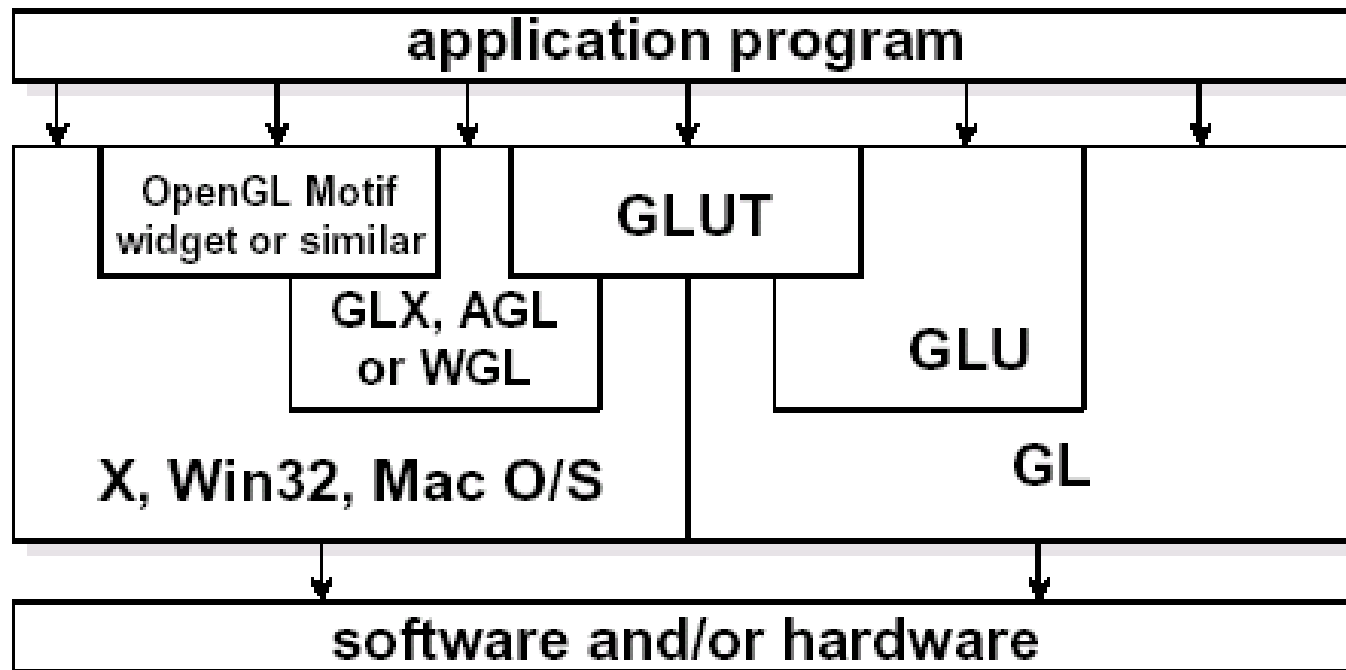 application program
OpenGL Motif
widget or similar
GLUT
GLX, AGL
or WGL
GLU
X, Win32, Mac O/S
GL
software and/or hardware